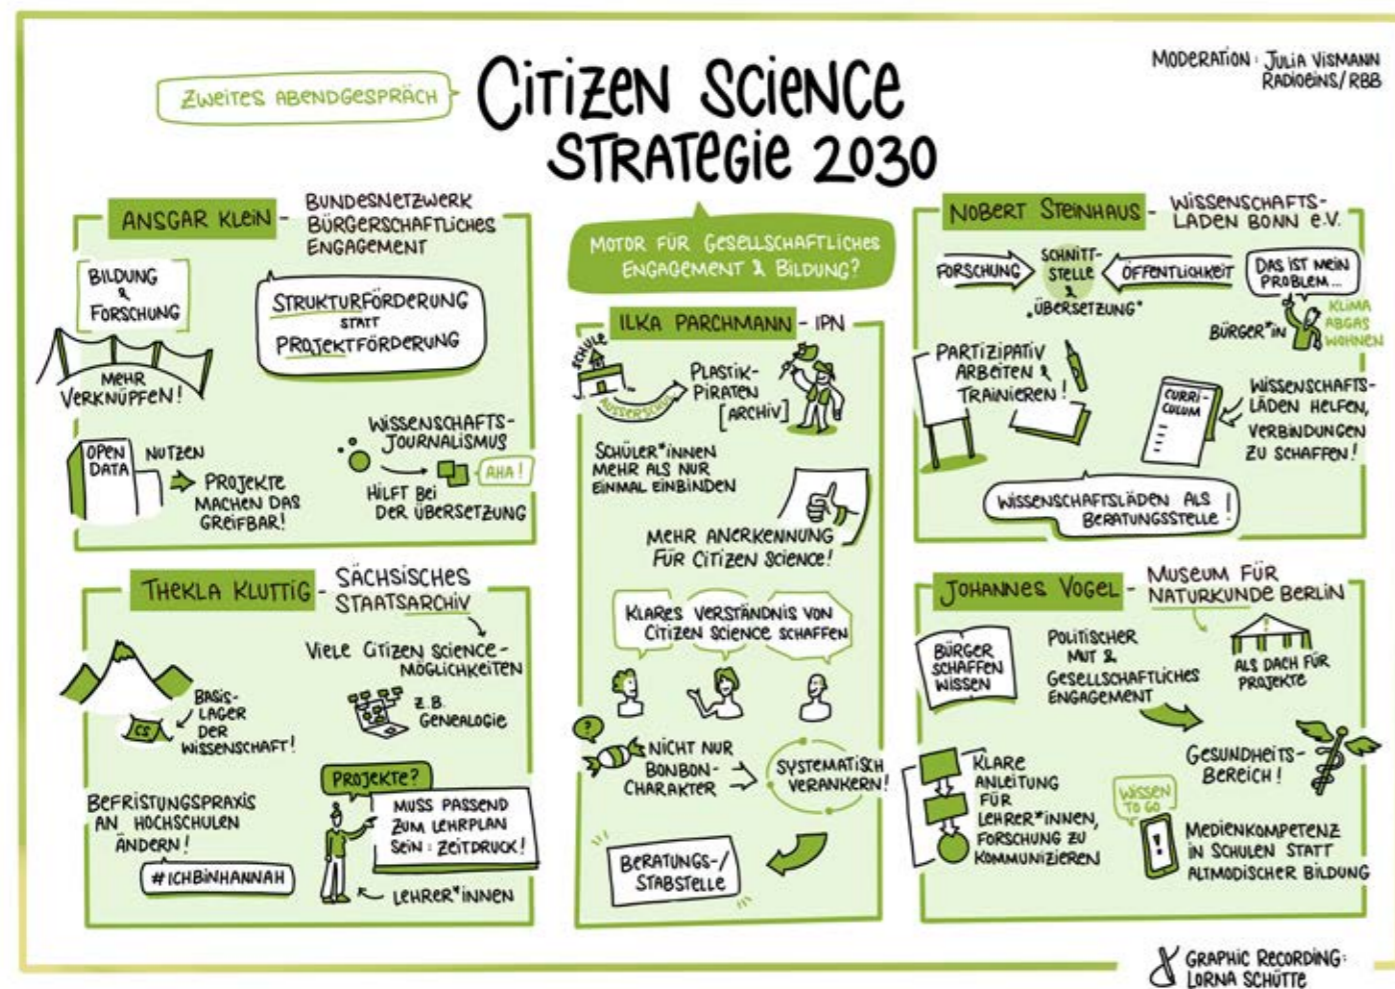 ZWEITES ABENDGESPRÄCH
CITIZEN SCIENCE
STRATEGIE 2030
MODERATION: JULIA VISMANN
RADIOEINS/RBB
MOTOR FÜR GESELLSCHAFTLICHES
ENGAGEMENT & BILDUNG?
ANSGAR KLEIN -
BUNDESNETZWERK
BÜRGERSCHAFTLICHES
ENGAGEMENT
BILDUNG
&
FORSCHUNG
MEHR
VERKNÜPFEN!
STRUKTURFÖRDERUNG
STATT
PROJEKTFÖRDERUNG
OPEN
DATA
NUTZEN
PROJEKTE
MACHEN DAS
GREIFBAR!
WISSENSCHAFTS-
JOURNALISMUS
AHA!
HILFT BEI
DER ÜBERSETZUNG
THEKLA KLUTTIG -
SÄCHSISCHES
STAATSARCHIV
VIELE CITIZEN SCIENCE-
MÖGLICHKEITEN
Z.B.
GENEALOGIE
BASIS-
LAGER
DER
WISSENSCHAFT!
CS
BEFRISTUNGSPRAXIS
AN HOCHSCHULEN
ÄNDERN!
#ICHBINHANNAH
PROJEKTE?
MUSS PASSEND
ZUM LEHRPLAN
SEIN: ZEITDRUCK!
LEHRER*INNEN
ILKA PARCHMANN - IPN
SCHULE
AUSSERSCHUL.
PLASTIK-
PIRATEN
[ARCHIV]
SCHÜLER*INNEN
MEHR ALS NUR
EINMAL EINBINDEN
MEHR ANERKENNUNG
FÜR CITIZEN SCIENCE!
KLARES VERSTÄNDNIS VON
CITIZEN SCIENCE SCHAFFEN
?
NICHT NUR
BONBON-
CHARAKTER
SYSTEMATISCH
VERANKERN!
BERATUNGS-/
STABSTELLE
NOBERT STEINHAUS -
WISSENSCHAFTS-
LADEN BONN e.V.
FORSCHUNG
SCHNITT-
STELLE
&
"ÜBERSETZUNG"
ÖFFENTLICHKEIT
DAS IST MEIN
PROBLEM...
BÜRGER*IN
KLIMA
ABGAS
WOHNEN
PARTIZIPATIV
ARBEITEN &
TRAINIEREN!
CURRI-
CULUM
WISSENSCHAFTS-
LÄDEN HELFEN,
VERBINDUNGEN
ZU SCHAFFEN!
WISSENSCHAFTSLÄDEN ALS
BERATUNGSSTELLE!
JOHANNES VOGEL -
MUSEUM FÜR
NATURKUNDE BERLIN
BÜRGER
SCHAFFEN
WISSEN
POLITISCHER
MUT &
GESELLSCHAFTLICHES
ENGAGEMENT
ALS DACH FÜR
PROJEKTE
GESUNDHEITS-
BEREICH!
KLARE
ANLEITUNG
FÜR
LEHRER*INNEN,
FORSCHUNG ZU
KOMMUNIZIEREN
WISSEN
TO GO
!
MEDIENKOMPETENZ
IN SCHULEN STATT
ALTMODISCHER BILDUNG
GRAPHIC RECORDING:
LORNA SCHÜTTE